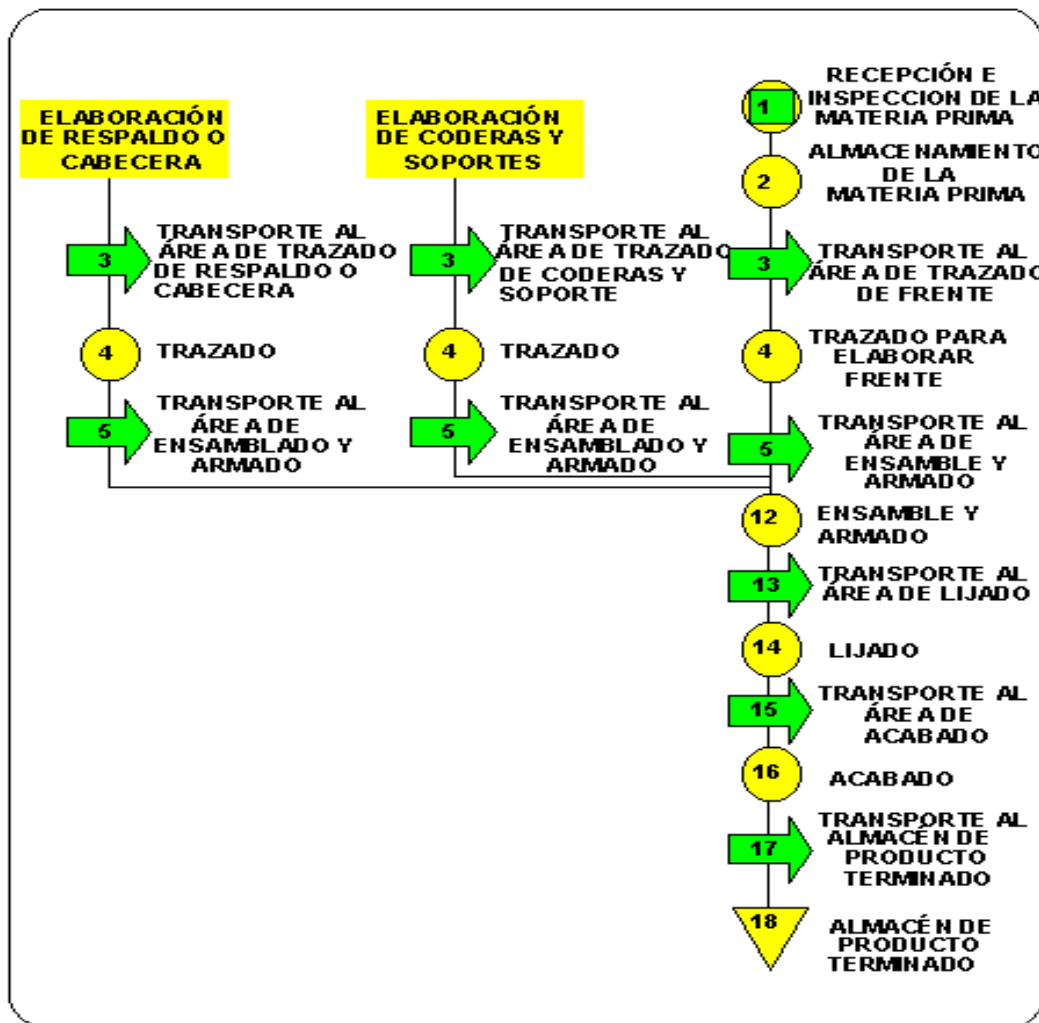 ELABORACIÓN
DE RESPALDO O
CABECERA
3
TRANSPORTE AL
ÁREA DE TRAZADO
DE RESPALDO O
CABECERA
4
TRAZADO
5
TRANSPORTE AL
ÁREA DE
ENSAMBLADO Y
ARMADO
ELABORACIÓN
DE CODERAS Y
SOPORTES
3
TRANSPORTE AL
ÁREA DE TRAZADO
DE CODERAS Y
SOPORTE
4
TRAZADO
5
TRANSPORTE AL
ÁREA DE
ENSAMBLADO Y
ARMADO
1
RECEPCIÓN E
INSPECCION DE LA
MATERIA PRIMA
2
ALMACENAMIENTO
DE LA
MATERIA PRIMA
3
TRANSPORTE AL
ÁREA DE TRAZADO
DE FRENTE
4
TRAZADO PARA
ELABORAR
FRENTE
5
TRANSPORTE AL
ÁREA DE
ENSAMBLE Y
ARMADO
12
ENSAMBLE Y
ARMADO
13
TRANSPORTE AL
ÁREA DE LIJADO
14
LIJADO
15
TRANSPORTE AL
ÁREA DE
ACABADO
16
ACABADO
17
TRANSPORTE AL
ALMACÉN DE
PRODUCTO
TERMINADO
18
ALMACÉN DE
PRODUCTO
TERMINADO